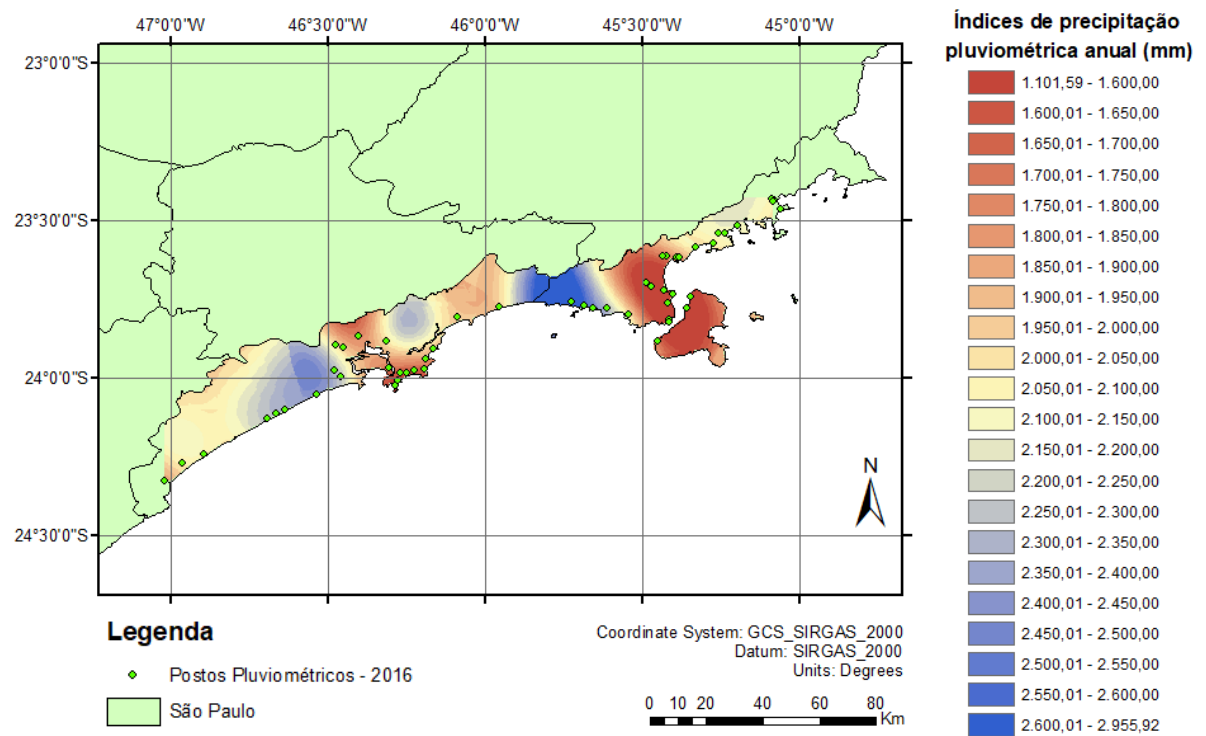 47°0'0"W 46°30'0"W 46°0'0"W 45°30'0"W 45°0'0"W
23°0'0"S
23°30'0"S
24°0'0"S
24°30'0"S
N
Legenda
Postos Pluviométricos - 2016
São Paulo
Coordinate System: GCS_SIRGAS_2000
Datum: SIRGAS_2000
Units: Degrees
0 10 20 40 60 80
Km
Índices de precipitação
pluviométrica anual (mm)
1.101,59 - 1.600,00
1.600,01 - 1.650,00
1.650,01 - 1.700,00
1.700,01 - 1.750,00
1.750,01 - 1.800,00
1.800,01 - 1.850,00
1.850,01 - 1.900,00
1.900,01 - 1.950,00
1.950,01 - 2.000,00
2.000,01 - 2.050,00
2.050,01 - 2.100,00
2.100,01 - 2.150,00
2.150,01 - 2.200,00
2.200,01 - 2.250,00
2.250,01 - 2.300,00
2.300,01 - 2.350,00
2.350,01 - 2.400,00
2.400,01 - 2.450,00
2.450,01 - 2.500,00
2.500,01 - 2.550,00
2.550,01 - 2.600,00
2.600,01 - 2.955,92